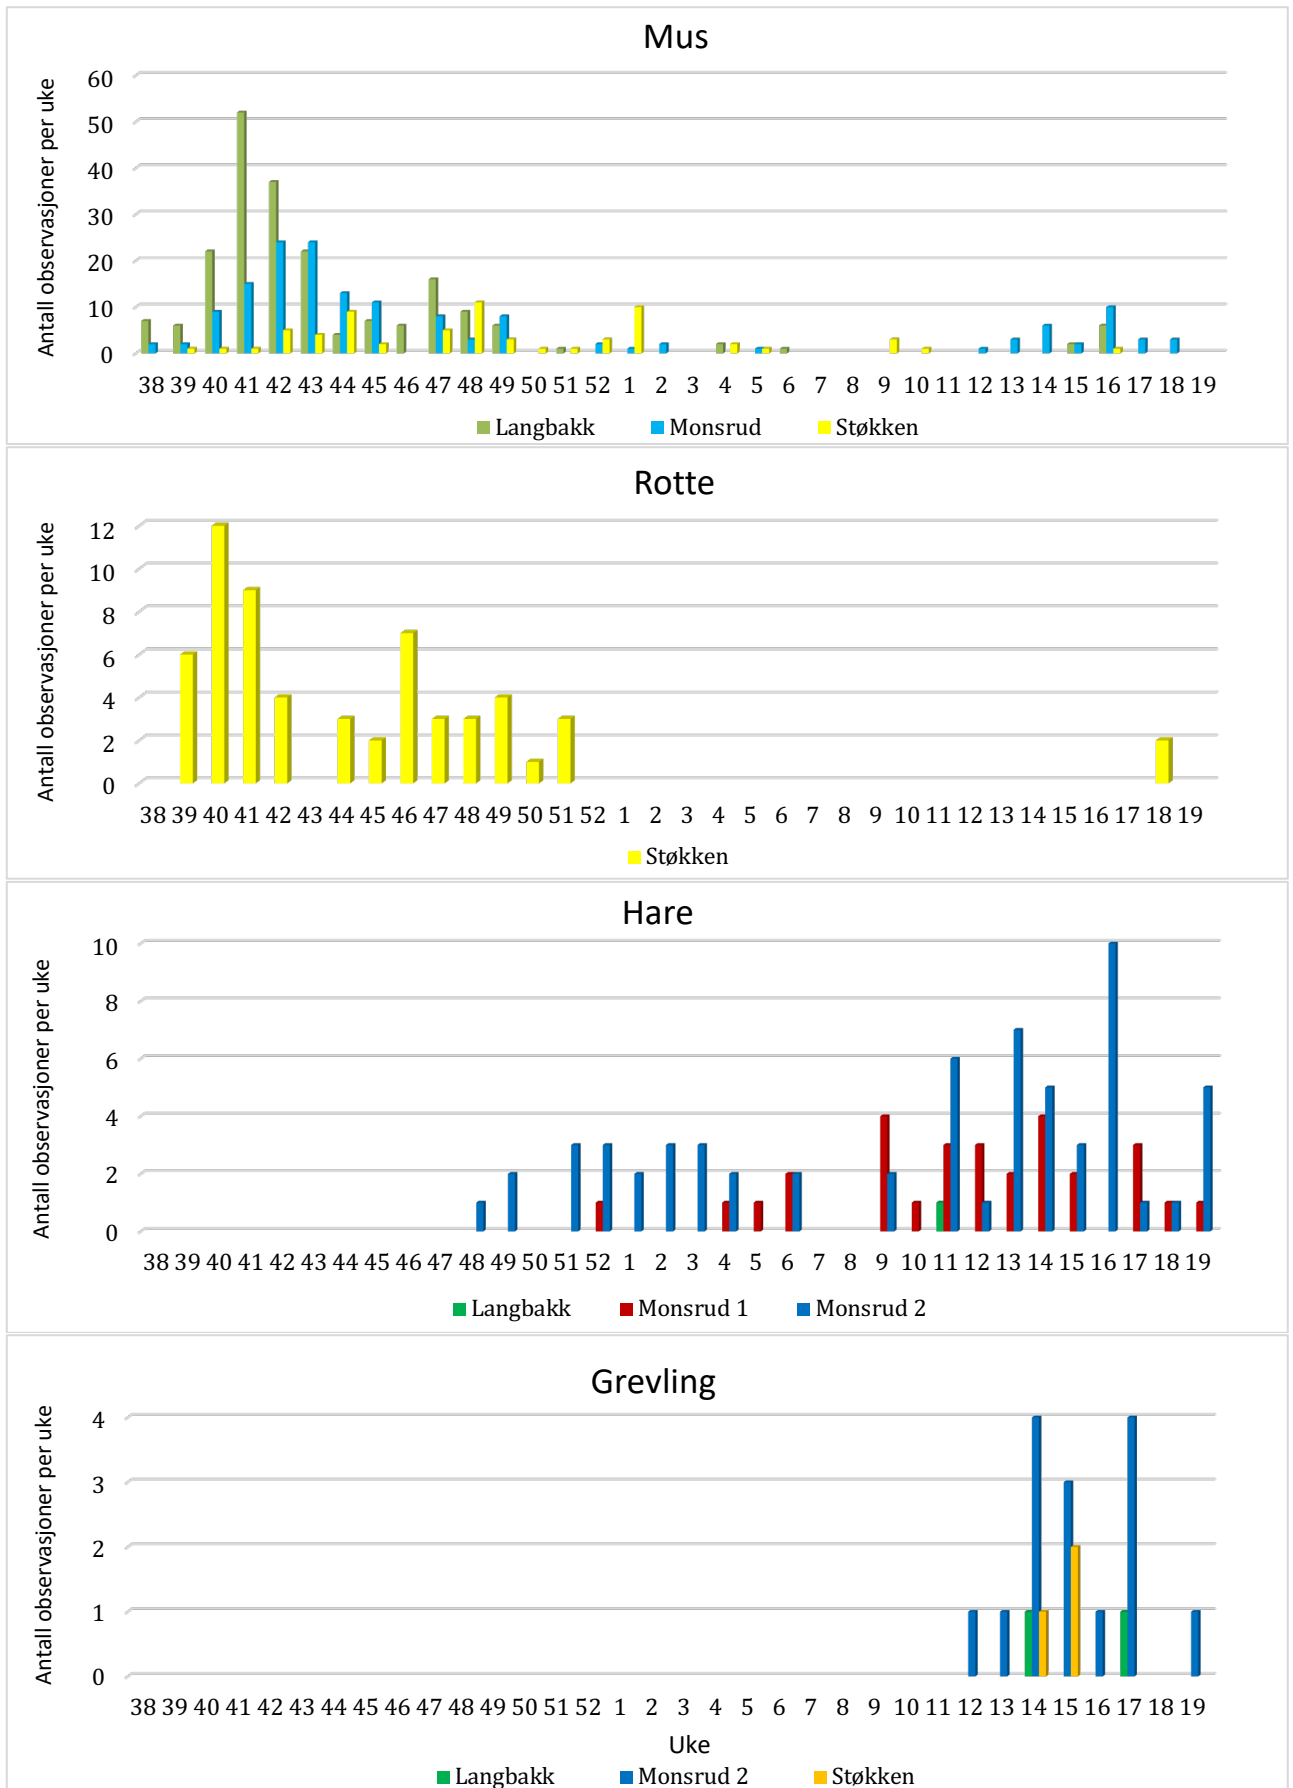 Mus
Antall observasjoner per uke
60
50
40
30
20
10
0
38 39 40 41 42 43 44 45 46 47 48 49 50 51 52 1 2 3 4 5 6 7 8 9 10 11 12 13 14 15 16 17 18 19
Langbakk Monsrud Støkken
Rotte
Antall observasjoner per uke
12
10
8
6
4
2
0
38 39 40 41 42 43 44 45 46 47 48 49 50 51 52 1 2 3 4 5 6 7 8 9 10 11 12 13 14 15 16 17 18 19
Støkken
Hare
Antall observasjoner per uke
10
8
6
4
2
0
38 39 40 41 42 43 44 45 46 47 48 49 50 51 52 1 2 3 4 5 6 7 8 9 10 11 12 13 14 15 16 17 18 19
Langbakk Monsrud 1 Monsrud 2
Grevling
Antall observasjoner per uke
4
3
2
1
0
38 39 40 41 42 43 44 45 46 47 48 49 50 51 52 1 2 3 4 5 6 7 8 9 10 11 12 13 14 15 16 17 18 19
Uke
Langbakk Monsrud 2 Støkken